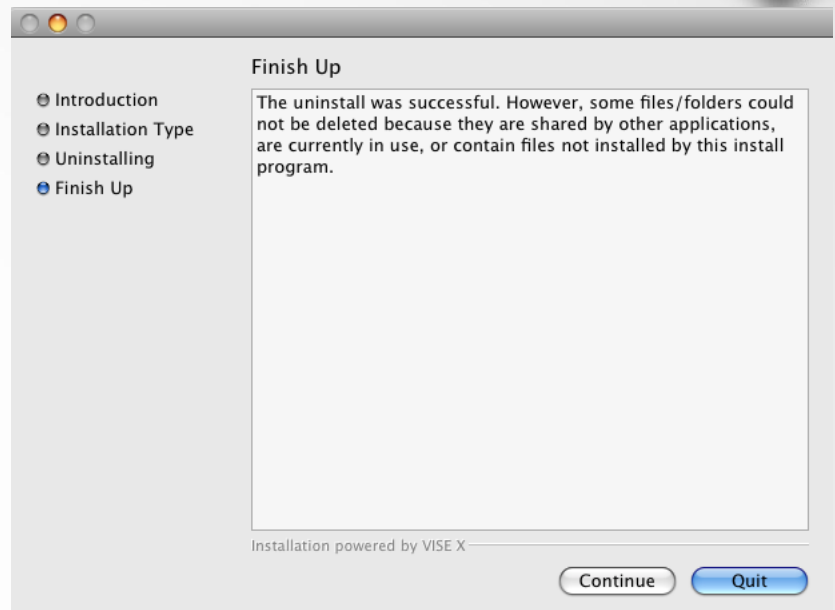 Finish Up
Introduction
Installation Type
Uninstalling
Finish Up
The uninstall was successful. However, some files/folders could
not be deleted because they are shared by other applications,
are currently in use, or contain files not installed by this install
program.
Installation powered by VISE X
Continue
Quit